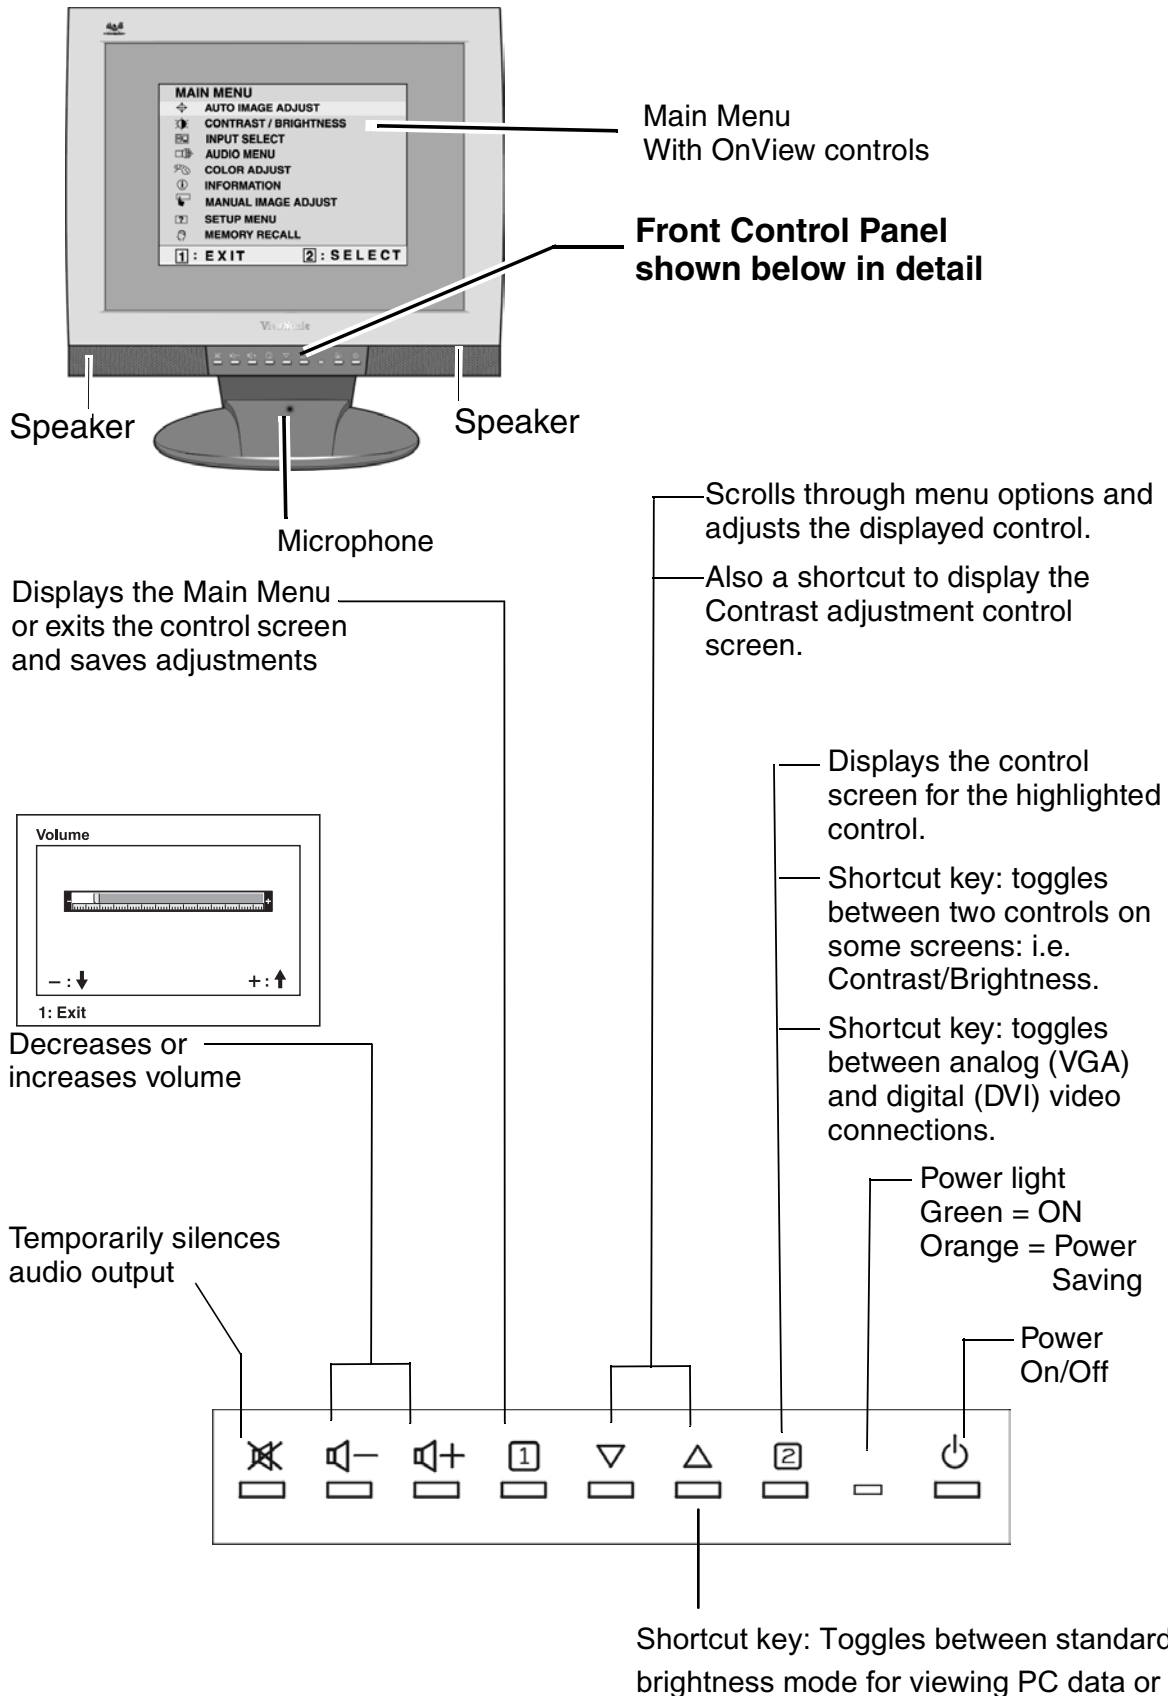 MAIN MENU
AUTO IMAGE ADJUST
CONTRAST / BRIGHTNESS
INPUT SELECT
AUDIO MENU
COLOR ADJUST
INFORMATION
MANUAL IMAGE ADJUST
SETUP MENU
MEMORY RECALL
1 : EXIT 2 : SELECT
Main Menu
With OnView controls
Front Control Panel
shown below in detail
ViewSonic
Speaker
Speaker
Microphone
Scrolls through menu options and
adjusts the displayed control.
Also a shortcut to display the
Contrast adjustment control
screen.
Displays the Main Menu
or exits the control screen
and saves adjustments
Displays the control
screen for the highlighted
control.
Shortcut key: toggles
between two controls on
some screens: i.e.
Contrast/Brightness.
Shortcut key: toggles
between analog (VGA)
and digital (DVI) video
connections.
Volume
- +
– : ↓ + : ↑
1: Exit
Decreases or
increases volume
Power light
Green = ON
Orange = Power
Saving
Temporarily silences
audio output
Power
On/Off
1 2
Shortcut key: Toggles between standard
brightness mode for viewing PC data or